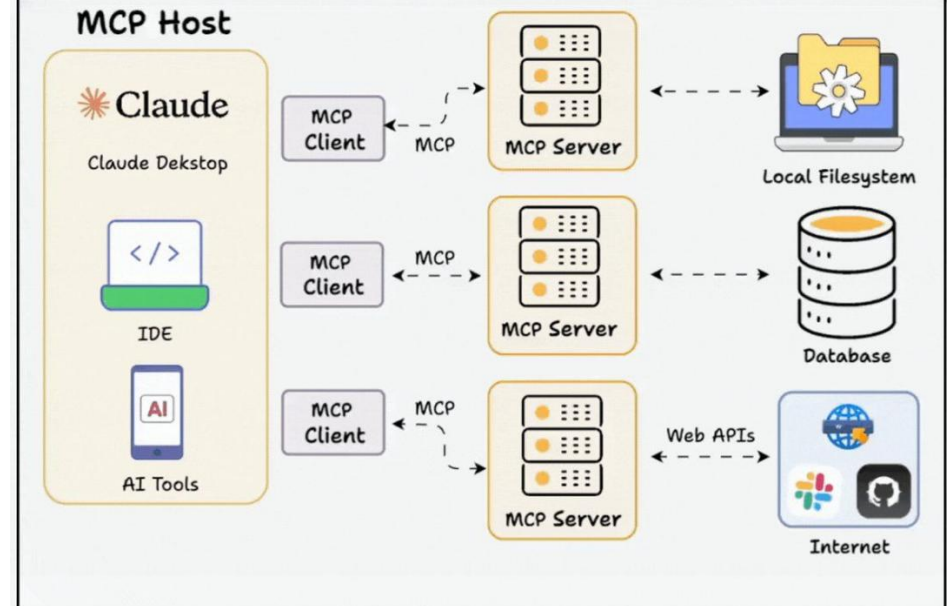 MCP Host
Claude
Claude Dekstop
</>
IDE
AI
AI Tools
MCP
Client
MCP
MCP Server
Local Filesystem
MCP
Client
MCP
MCP Server
Database
MCP
Client
MCP
MCP Server
Web APIs
Internet